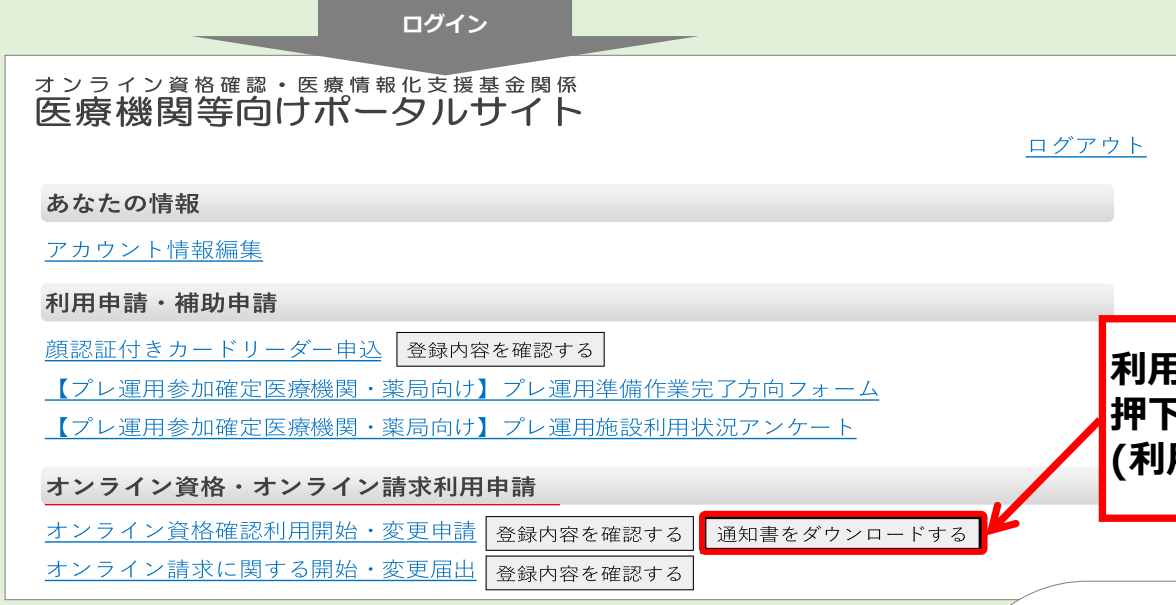 ログイン
オンライン資格確認・医療情報化支援基金関係
医療機関等向けポータルサイト
ログアウト
あなたの情報
アカウント情報編集
利用申請・補助申請
顔認証付きカードリーダー申込 登録内容を確認する
【プレ運用参加確定医療機関・薬局向け】プレ運用準備作業完了方向フォーム
【プレ運用参加確定医療機関・薬局向け】プレ運用施設利用状況アンケート
利用
押下
(利
オンライン資格・オンライン請求利用申請
オンライン資格確認利用開始・変更申請 登録内容を確認する 通知書をダウンロードする
オンライン請求に関する開始・変更届出 登録内容を確認する